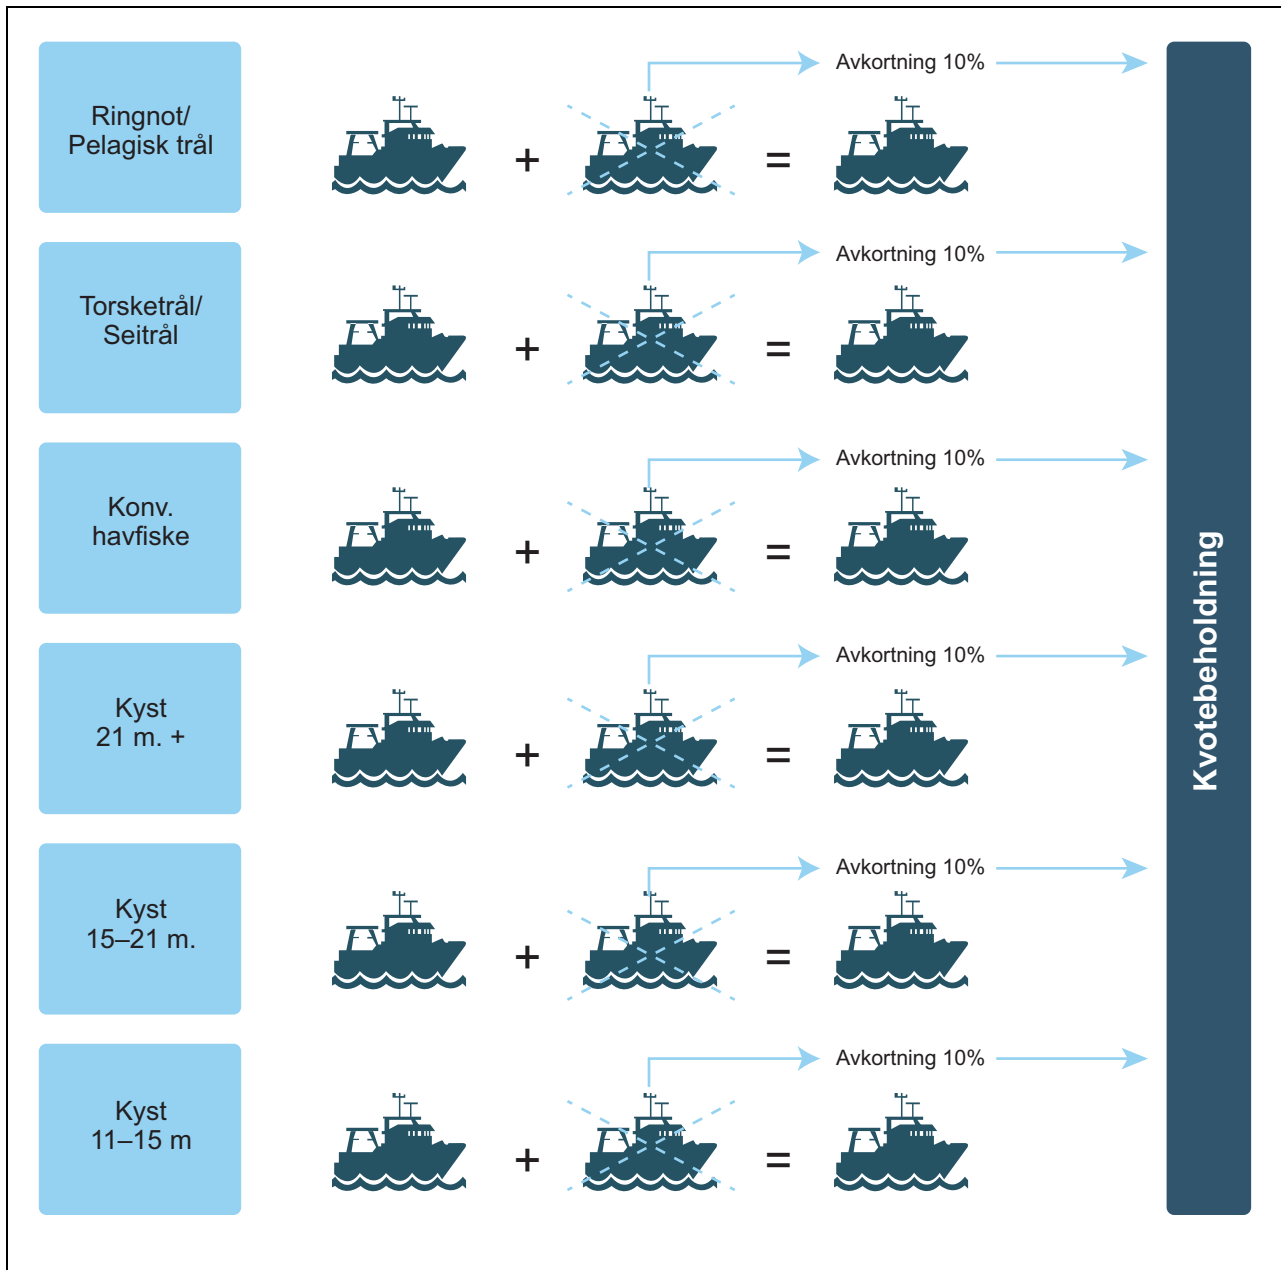 Ringnot/
Pelagisk trål
+
=
Avkortning 10%
Torsketrål/
Seitrål
+
=
Avkortning 10%
Konv.
havfiske
+
=
Avkortning 10%
Kyst
21 m. +
+
=
Avkortning 10%
Kyst
15–21 m.
+
=
Avkortning 10%
Kyst
11–15 m
+
=
Avkortning 10%
Kvotebeholdning